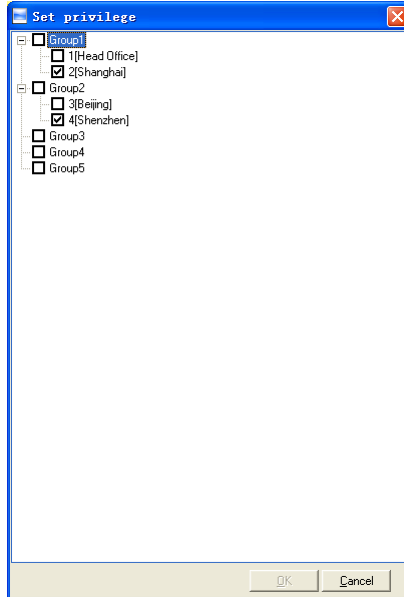 Set privilege
Group1
1[Head Office]
2[Shanghai]
Group2
3[Beijing]
4[Shenzhen]
Group3
Group4
Group5
OK Cancel